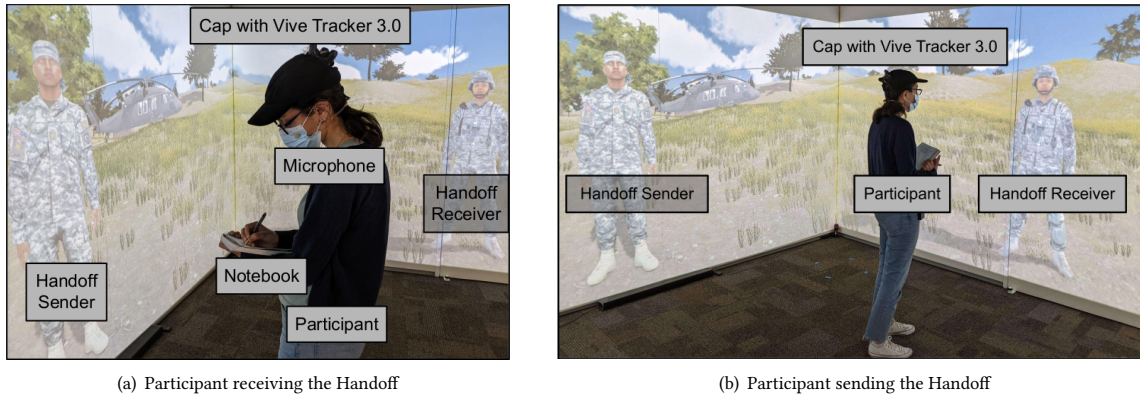 Cap with Vive Tracker 3.0
Microphone
Handoff
Receiver
Notebook
Handoff
Sender
Participant
(a) Participant receiving the Handoff
Cap with Vive Tracker 3.0
Handoff Sender
Participant
Handoff Receiver
(b) Participant sending the Handoff